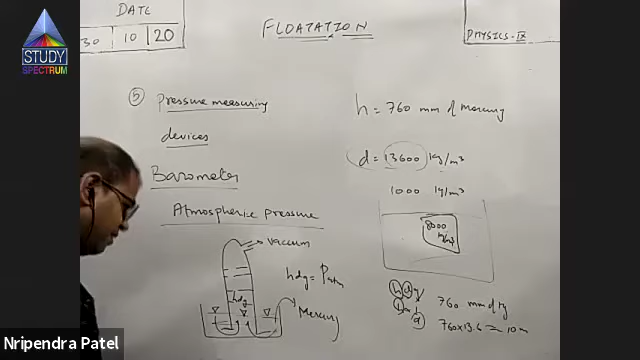 STUDY
SPECTRUM
DATE
30 10 20
FLOATATION
PHYSICS-IX
5 Pressure measuring
devices
Barometer
Atmospheric pressure
vacuum
hdg
hdg = Patm
Mercury
h = 760 mm of mercury
d = 13600 kg/m³
1000 kg/m³
8000
kg/m³
hdg
d
760 mm of Hg
760×13.6 = 10 m
Nripendra Patel